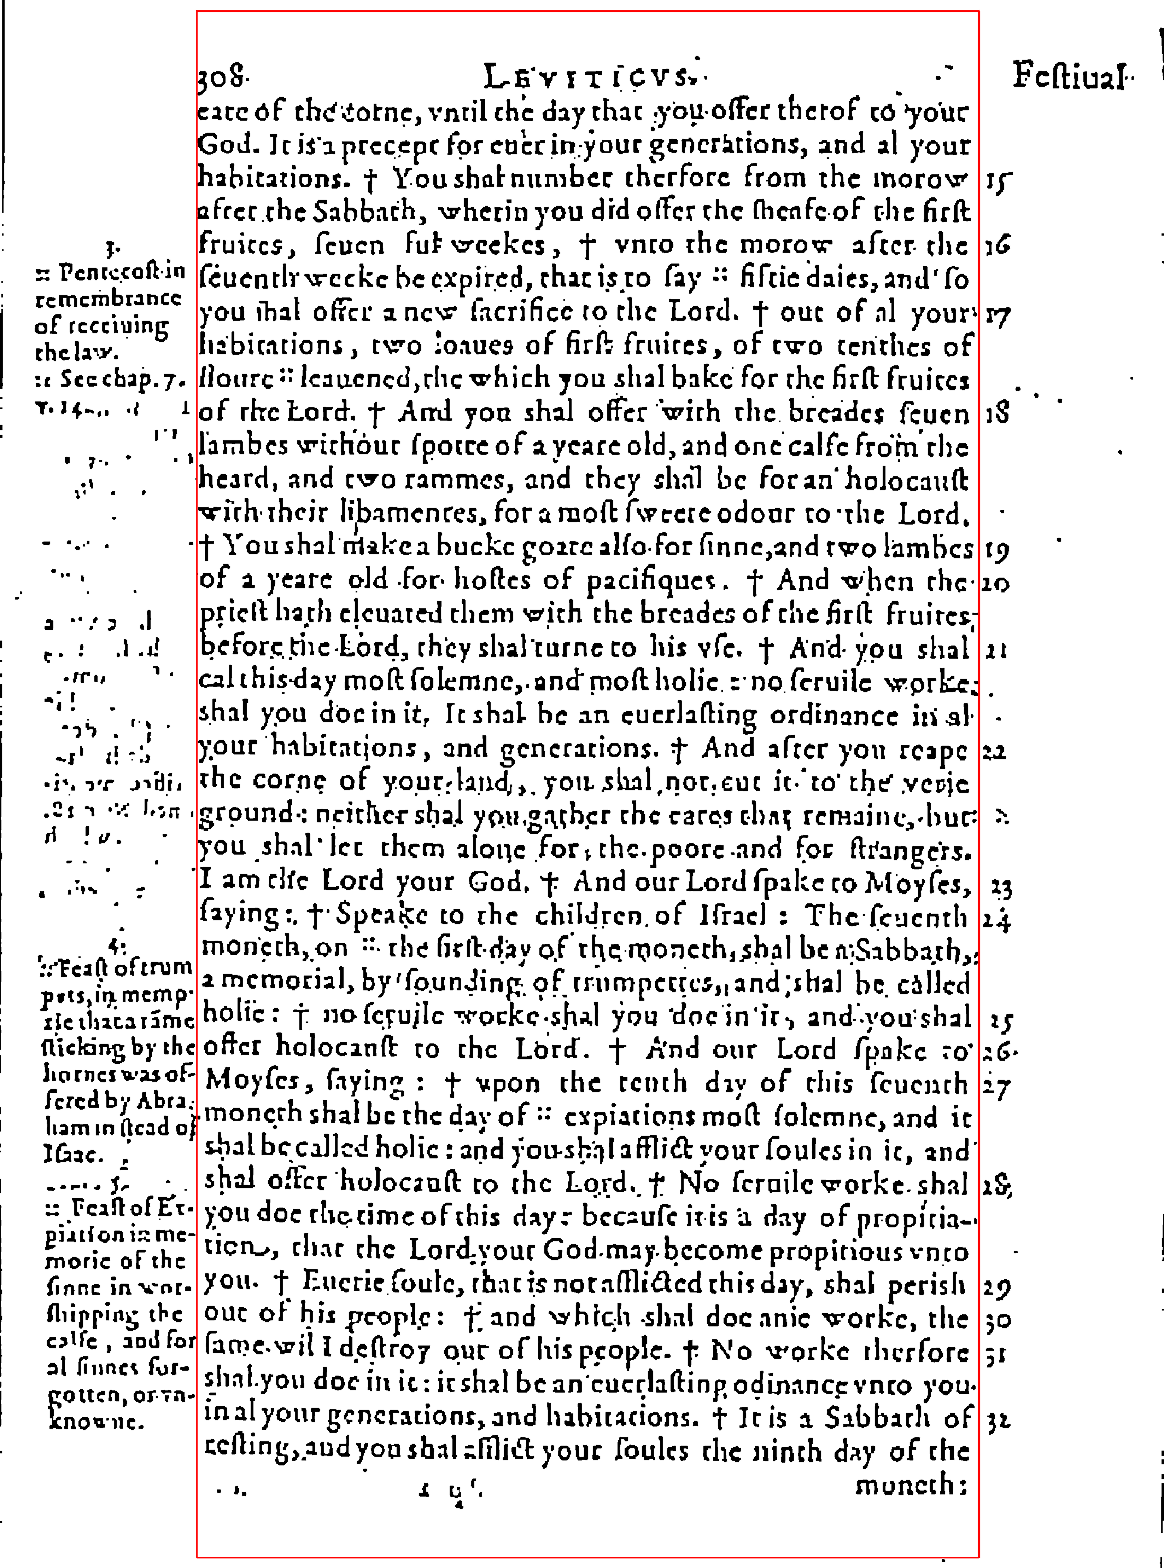 308. LEVITICVS. Festiual
eare of the corne, vntil the day that you offer therof to your
God. It is a precept for euer in your generations, and al your
habitations. † You shal number therfore from the morow 15
after the Sabbath, wherin you did offer the sheafe of the first
fruites, seuen ful weekes, † vnto the morow after the 16
seuenth weeke be expired, that is to say :: fiftie daies, and so
you shal offer a new sacrifice to the Lord. † out of al your 17
habitations, two loaues of first fruites, of two tenthes of
floure :: leauened, the which you shal bake for the first fruites
of the Lord. † And you shal offer with the breades seuen 18
lambes without spotte of a yeare old, and one calfe from the
heard, and two rammes, and they shal be for an holocaust
with their libamentes, for a most sweete odour to the Lord.
† You shal make a bucke goate also for sinne, and two lambes 19
of a yeare old for hostes of pacifiques. † And when the 20
priest hath eleuated them with the breades of the first fruites
before the Lord, they shal turne to his vse. † And you shal 21
cal this day most solemne, and most holie : no seruile worke
shal you doe in it, It shal be an euerlasting ordinance in al
your habitations, and generations. † And after you reape 22
the corne of your land, you shal not cut it to the verie
ground : neither shal you gather the eares that remaine, but
you shal let them alone for the poore and for strangers.
I am the Lord your God. † And our Lord spake to Moyses, 23
saying : † Speake to the children of Israel : The seuenth 24
moneth, on :: the first day of the moneth, shal be a Sabbath,
a memorial, by sounding of trumpettes, and shal be called
holie : † no seruile worke shal you doe in it, and you shal 25
offer holocaust to the Lord. † And our Lord spake to 26
Moyses, saying : † vpon the tenth day of this seuenth 27
moneth shal be the day of :: expiations most solemne, and it
shal be called holie : and you shal afflict your soules in it, and
shal offer holocaust to the Lord. † No seruile worke shal 28
you doe the time of this day : because it is a day of propitia-
tion, that the Lord your God may become propitious vnto
you. † Euerie soule, that is not afflicted this day, shal perish 29
out of his people : † and which shal doe anie worke, the 30
same wil I destroy out of his people. † No worke therfore 31
shal you doe in it : it shal be an euerlasting odinance vnto you
in al your generations, and habitations. † It is a Sabbath of 32
resting, and you shal afflict your soules the ninth day of the
moneth :
3.
:: Pentecost in
remembrance
of receiuing
the law.
:: See chap. 7.
v. 14.
4.
:: Feast of trum
pets, in memo-
rie that a ramme
sticking by the
hornes was of-
fered by Abra-
ham in stead of
Isaac.
5.
:: Feast of Ex-
piation in me-
morie of the
sinne in wor-
shipping the
calfe, and for
al sinnes for-
gotten, or vn-
knowne.